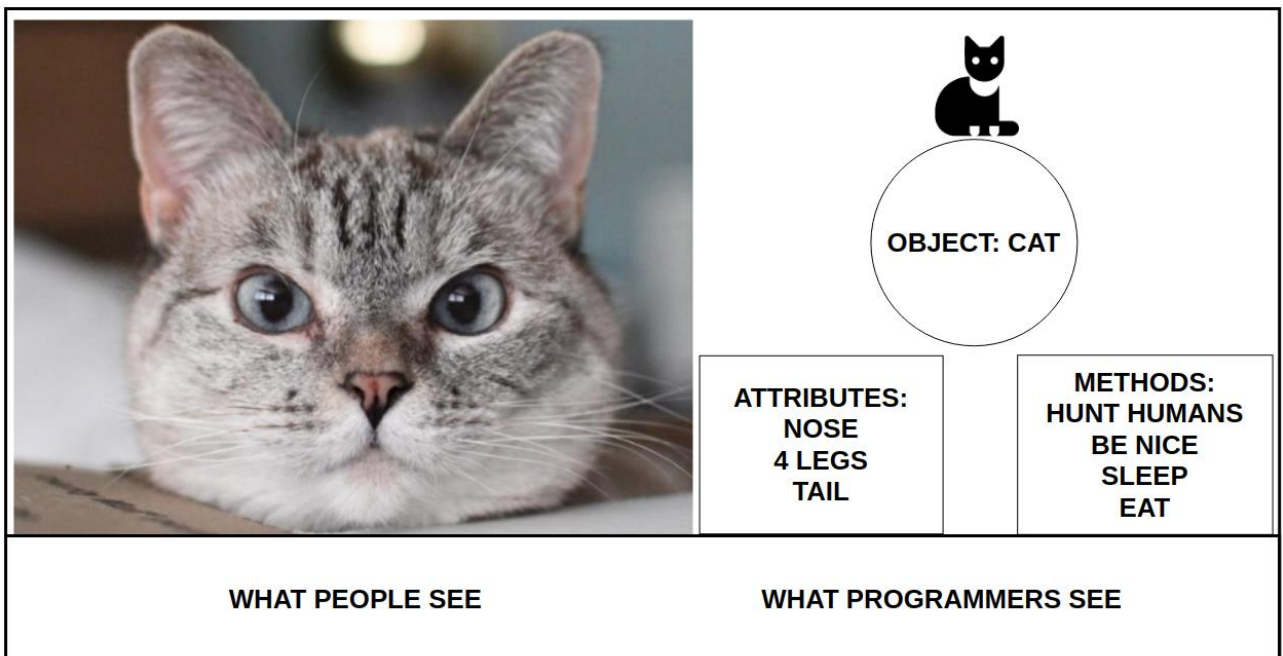 OBJECT: CAT
ATTRIBUTES:
NOSE
4 LEGS
TAIL
METHODS:
HUNT HUMANS
BE NICE
SLEEP
EAT
WHAT PEOPLE SEE
WHAT PROGRAMMERS SEE